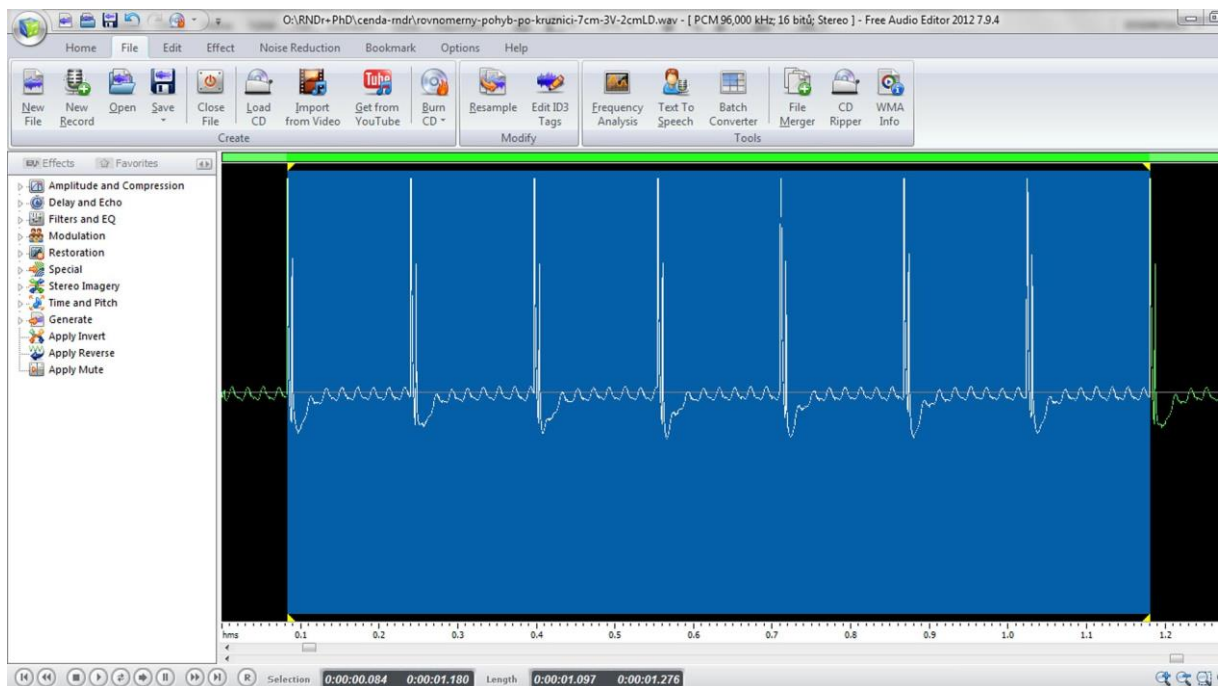 O:\RNDr+PhD\cenda-rndr\rovnomerny-pohyb-po-kruznici-7cm-3V-2cmLD.wav - [ PCM 96,000 kHz; 16 bitů; Stereo ] - Free Audio Editor 2012 7.9.4
Home File Edit Effect Noise Reduction Bookmark Options Help
New File New Record Open Save Close File Load CD Import from Video Get from YouTube Burn CD Resample Edit ID3 Tags Frequency Analysis Text To Speech Batch Converter File Merger CD Ripper WMA Info
Create Modify Tools
Effects Favorites
Amplitude and Compression
Delay and Echo
Filters and EQ
Modulation
Restoration
Special
Stereo Imagery
Time and Pitch
Generate
Apply Invert
Apply Reverse
Apply Mute
hms 0.1 0.2 0.3 0.4 0.5 0.6 0.7 0.8 0.9 1.0 1.1 1.2
R Selection 0:00:00.084 0:00:01.180 Length 0:00:01.097 0:00:01.276